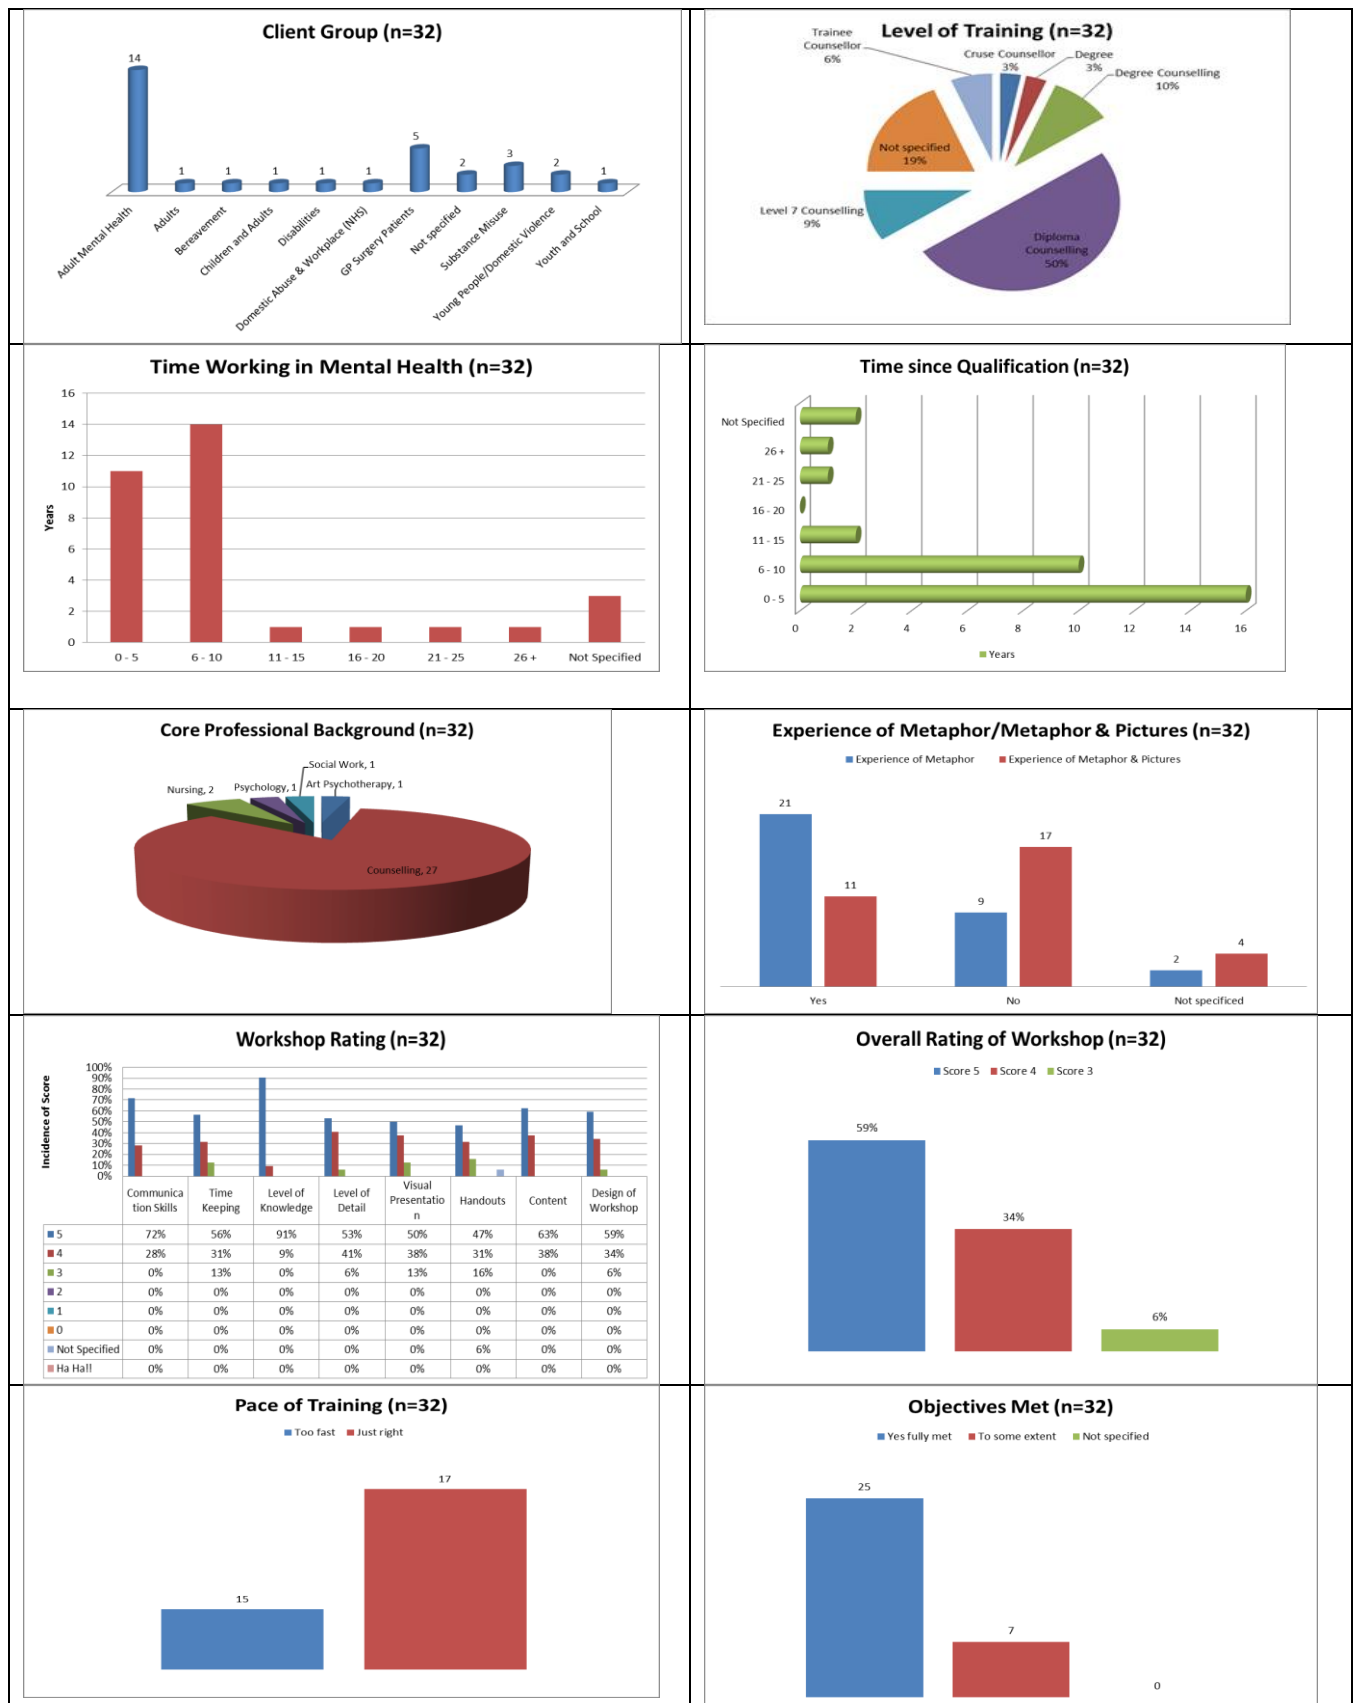 Client Group (n=32)
14
1
1
1
1
1
5
2
3
2
1
Adult Mental Health
Adults
Bereavement
Children and Adults
Disabilities
Domestic Abuse & Workplace (NHS)
GP Surgery Patients
Not specified
Substance Misuse
Young People/Domestic Violence
Youth and School
Level of Training (n=32)
Trainee
Counsellor
6%
Cruse Counsellor
3%
Degree
3%
Degree Counselling
10%
Not specified
19%
Level 7 Counselling
9%
Diploma
Counselling
50%
Time Working in Mental Health (n=32)
16
14
12
10
8
6
4
2
0
Years
0 - 5
6 - 10
11 - 15
16 - 20
21 - 25
26 +
Not Specified
Time since Qualification (n=32)
Not Specified
26 +
21 - 25
16 - 20
11 - 15
6 - 10
0 - 5
0 2 4 6 8 10 12 14 16
Years
Core Professional Background (n=32)
Social Work, 1
Psychology, 1
Art Psychotherapy, 1
Nursing, 2
Counselling, 27
Experience of Metaphor/Metaphor & Pictures (n=32)
Experience of Metaphor Experience of Metaphor & Pictures
21
11
9
17
2
4
Yes
No
Not specificed
Workshop Rating (n=32)
Incidence of Score
100%
90%
80%
70%
60%
50%
40%
30%
20%
10%
0%
Communica
tion Skills
Time
Keeping
Level of
Knowledge
Level of
Detail
Visual
Presentatio
n
Handouts
Content
Design of
Workshop
5 72% 56% 91% 53% 50% 47% 63% 59%
4 28% 31% 9% 41% 38% 31% 38% 34%
3 0% 13% 0% 6% 13% 16% 0% 6%
2 0% 0% 0% 0% 0% 0% 0% 0%
1 0% 0% 0% 0% 0% 0% 0% 0%
0 0% 0% 0% 0% 0% 0% 0% 0%
Not Specified 0% 0% 0% 0% 0% 6% 0% 0%
Ha Ha!! 0% 0% 0% 0% 0% 0% 0% 0%
Overall Rating of Workshop (n=32)
Score 5 Score 4 Score 3
59%
34%
6%
Pace of Training (n=32)
Too fast Just right
15
17
Objectives Met (n=32)
Yes fully met To some extent Not specified
25
7
0